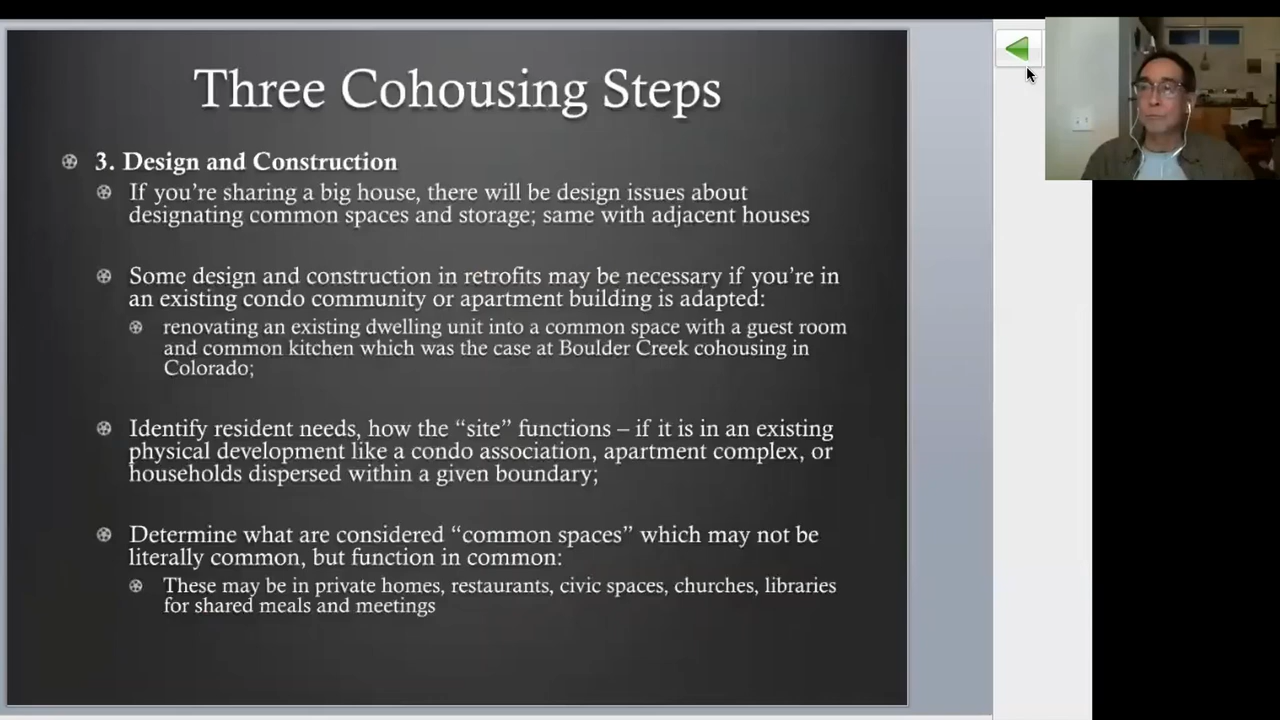 Three Cohousing Steps
3. Design and Construction
If you're sharing a big house, there will be design issues about
designating common spaces and storage; same with adjacent houses
Some design and construction in retrofits may be necessary if you're in
an existing condo community or apartment building is adapted:
renovating an existing dwelling unit into a common space with a guest room
and common kitchen which was the case at Boulder Creek cohousing in
Colorado;
Identify resident needs, how the “site” functions – if it is in an existing
physical development like a condo association, apartment complex, or
households dispersed within a given boundary;
Determine what are considered “common spaces” which may not be
literally common, but function in common:
These may be in private homes, restaurants, civic spaces, churches, libraries
for shared meals and meetings